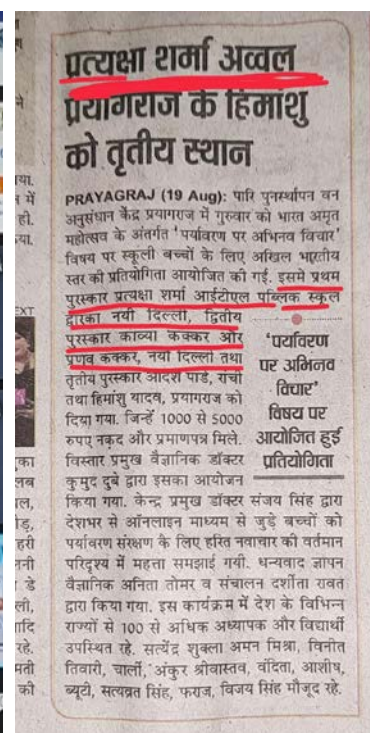 प्रत्यक्षा शर्मा अव्वल
प्रयागराज के हिमांशु
को तृतीय स्थान
PRAYAGRAJ (19 Aug): पारि पुनर्स्थापन वन
अनुसंधान केंद्र प्रयागराज में गुरुवार को भारत अमृत
महोत्सव के अंतर्गत 'पर्यावरण पर अभिनव विचार'
विषय पर स्कूली बच्चों के लिए अखिल भारतीय
स्तर की प्रतियोगिता आयोजित की गई. इसमे प्रथम
पुरस्कार प्रत्यक्षा शर्मा आईटीएल पब्लिक स्कूल
द्वारका नयी दिल्ली, द्वितीय
पुरस्कार काव्या कक्कर और
प्रणव कक्कर, नयी दिल्ली तथा
तृतीय पुरस्कार आदर्श पांडे, रांची
तथा हिमांशु यादव, प्रयागराज को
दिया गया. जिन्हें 1000 से 5000
रुपए नकद और प्रमाणपत्र मिले.
विस्तार प्रमुख वैज्ञानिक डॉक्टर
कुमुद दुबे द्वारा इसका आयोजन
'पर्यावरण
पर अभिनव
विचार'
विषय पर
आयोजित हुई
प्रतियोगिता
किया गया. केन्द्र प्रमुख डॉक्टर संजय सिंह द्वारा
देशभर से ऑनलाइन माध्यम से जुड़े बच्चों को
पर्यावरण संरक्षण के लिए हरित नवाचार की वर्तमान
परिदृश्य में महत्ता समझाई गयी. धन्यवाद ज्ञापन
वैज्ञानिक अनिता तोमर व संचालन दर्शीता रावत
द्वारा किया गया. इस कार्यक्रम में देश के विभिन्न
राज्यों से 100 से अधिक अध्यापक और विद्यार्थी
उपस्थित रहे. सत्येंद्र शुक्ला अमन मिश्रा, विनीत
तिवारी, चार्ली, अंकुर श्रीवास्तव, वंदिता, आशीष,
ब्यूटी, सत्यव्रत सिंह, फराज, विजय सिंह मौजूद रहे.